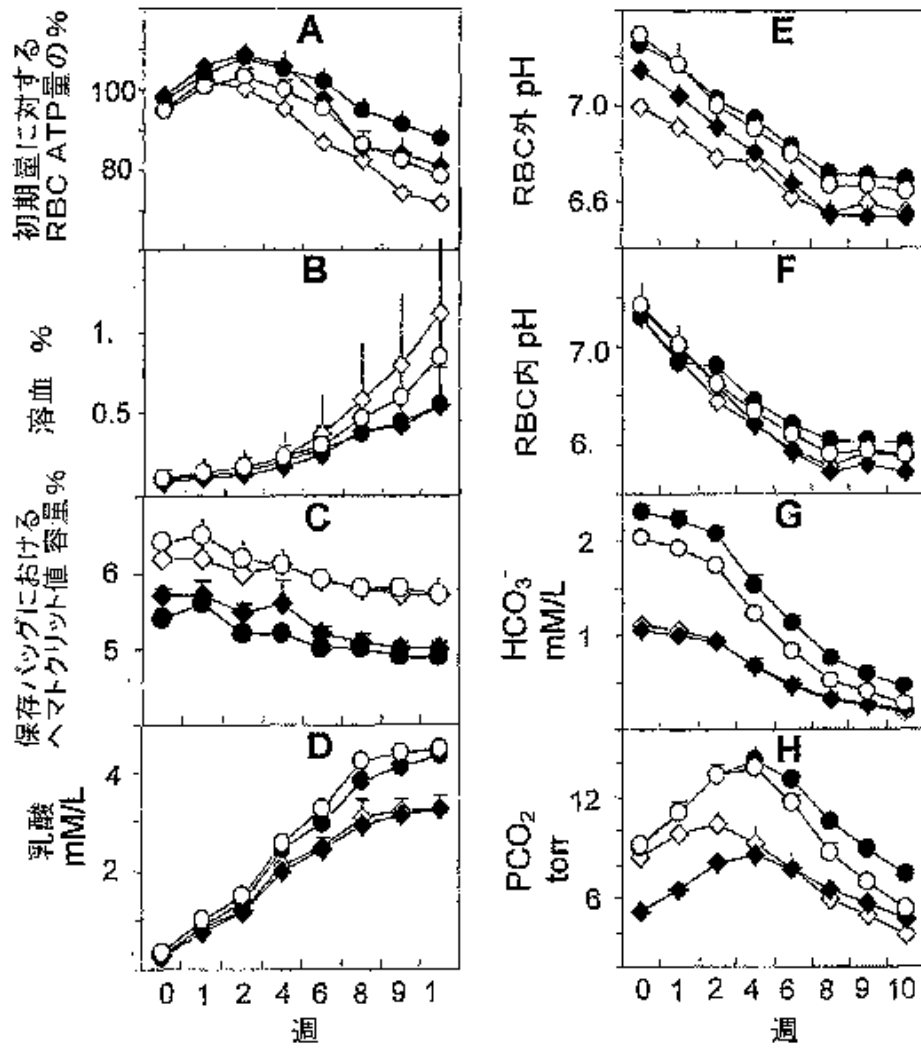 A
初期量に対する
RBC ATP量の%
100
80
B
溶血 %
1.
0.5
C
保存バッグにおける
ヘマトクリット値 容量%
6
5
D
乳酸
mM/L
4
2
0 1 2 4 6 8 9 1
週
E
RBC外 pH
7.0
6.6
F
RBC内 pH
7.0
6.
G
HCO₃⁻
mM/L
2
1
H
PCO₂
torr
12
6
0 1 2 4 6 8 9 10
週